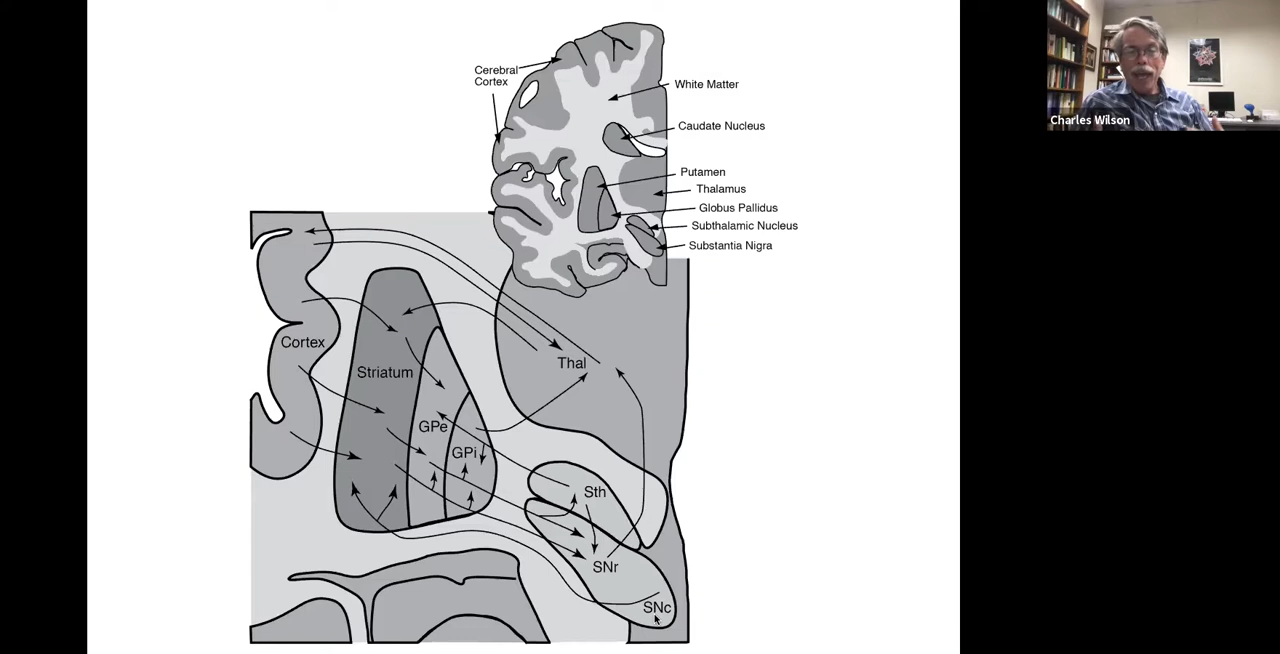 Cerebral
Cortex
White Matter
Caudate Nucleus
Putamen
Thalamus
Globus Pallidus
Subthalamic Nucleus
Substantia Nigra
Cortex
Striatum
Thal
GPe
GPi
Sth
SNr
SNc
Charles Wilson